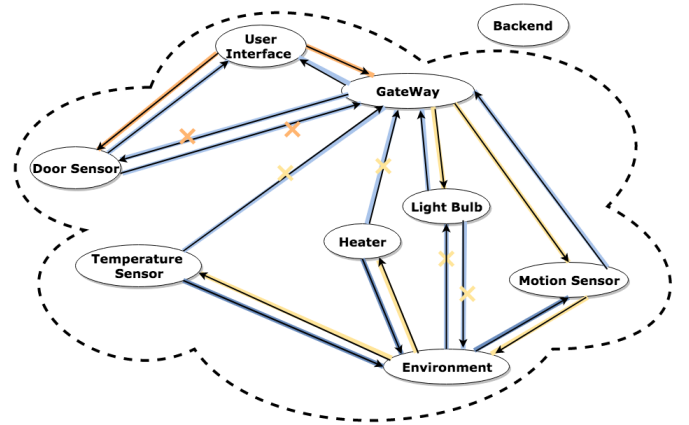 Backend
User
Interface
GateWay
Door Sensor
Light Bulb
Heater
Temperature
Sensor
Motion Sensor
Environment